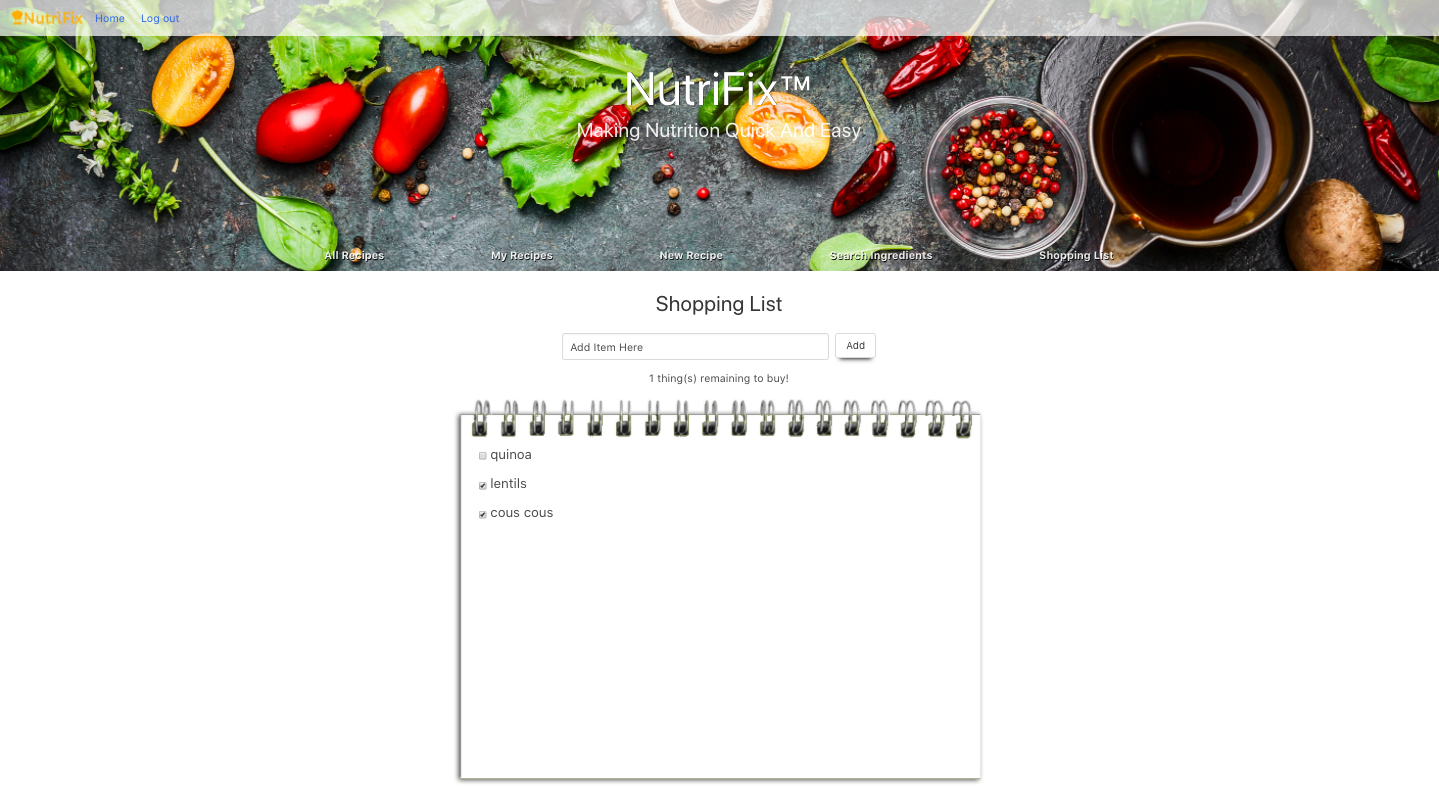 NutriFix Home Log out
NutriFix™
Making Nutrition Quick And Easy
All Recipes My Recipes New Recipe Search Ingredients Shopping List
Shopping List
Add Item Here Add
1 thing(s) remaining to buy!
quinoa
lentils
cous cous